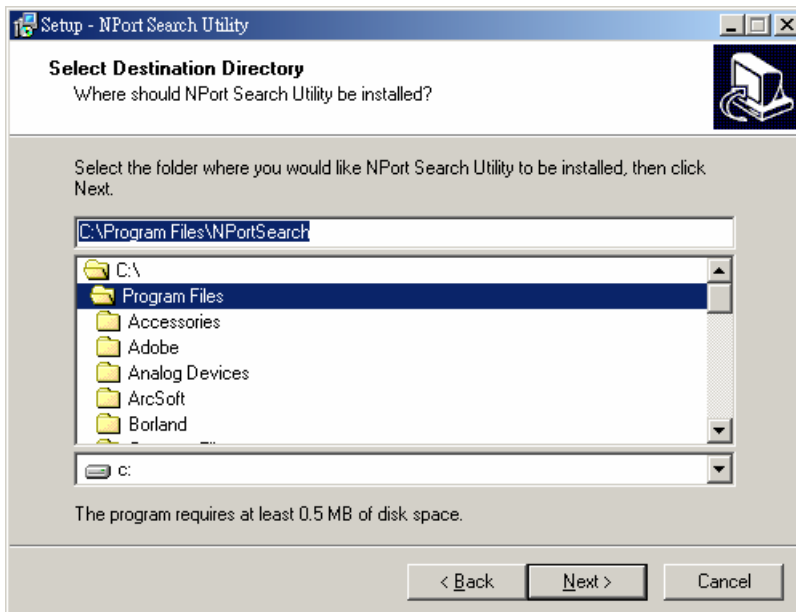 Setup - NPort Search Utility
Select Destination Directory
Where should NPort Search Utility be installed?
Select the folder where you would like NPort Search Utility to be installed, then click
Next.
C:\Program Files\NPortSearch
C:\
Program Files
Accessories
Adobe
Analog Devices
ArcSoft
Borland
c:
The program requires at least 0.5 MB of disk space.
< Back
Next >
Cancel